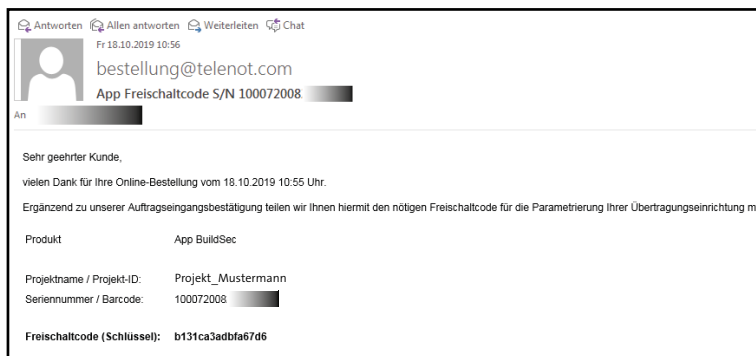 Antworten Allen antworten Weiterleiten Chat
Fr 18.10.2019 10:56
bestellung@telenot.com
App Freischaltcode S/N 100072008
An
Sehr geehrter Kunde,
vielen Dank für Ihre Online-Bestellung vom 18.10.2019 10:55 Uhr.
Ergänzend zu unserer Auftragseingangsbestätigung teilen wir Ihnen hiermit den nötigen Freischaltcode für die Parametrierung Ihrer Übertragungseinrichtung m
Produkt App BuildSec
Projektname / Projekt-ID: Projekt_Mustermann
Seriennummer / Barcode: 100072008
Freischaltcode (Schlüssel): b131ca3adbfa67d6